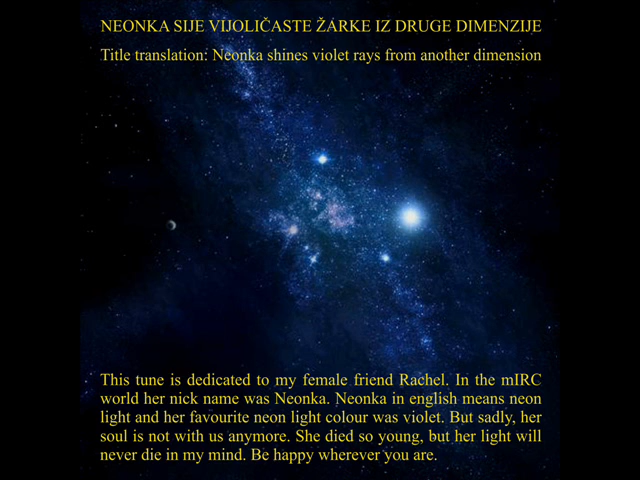 NEONKA SIJE VIJOLIČASTE ŽARKE IZ DRUGE DIMENZIJE
Title translation: Neonka shines violet rays from another dimension
This tune is dedicated to my female friend Rachel. In the mIRC
world her nick name was Neonka. Neonka in english means neon
light and her favourite neon light colour was violet. But sadly, her
soul is not with us anymore. She died so young, but her light will
never die in my mind. Be happy wherever you are.